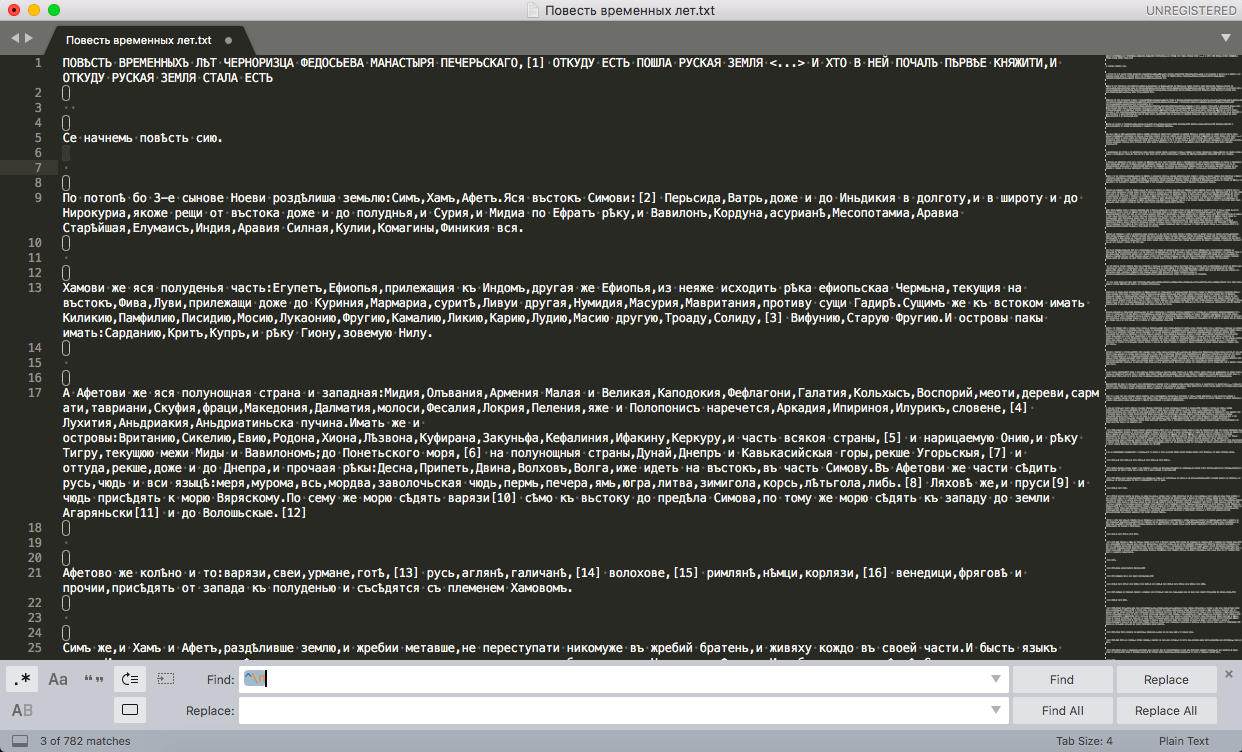 Повесть временных лет.txt
UNREGISTERED
Повесть временных лет.txt
1 ПОВѢСТЬ ВРЕМЕННЫХЪ ЛѢТ ЧЕРНОРИЗЦА ФЕДОСЬЕВА МАНАСТЫРЯ ПЕЧЕРЬСКАГО,[1] ОТКУДУ ЕСТЬ ПОШЛА РУСКАЯ ЗЕМЛЯ <...> И ХТО В НЕЙ ПОЧАЛЪ ПѢРВѢЕ КНЯЖИТИ,И
ОТКУДУ РУСКАЯ ЗЕМЛЯ СТАЛА ЕСТЬ
2
3
4
5 Се начнемь повѣсть сию.
6
7
8
9 По потопѣ бо 3-е сынове Ноеви роздѣлиша землю:Симъ,Хамъ,Афетъ.Яся въстокъ Симови:[2] Перьсида,Ватрь,доже и до Иньдикия в долготу,и в широту и до
Нирокуриа,якоже рещи от въстока доже и до полуднья,и Сурия,и Мидиа по Ефратъ рѣку,и Вавилонъ,Кордуна,асурианѣ,Месопотамиа,Аравиа
Старѣйшая,Елумаисъ,Индия,Аравия Силная,Кулии,Комагины,Финикия вся.
10
11
12
13 Хамови же яся полуденья часть:Егупетъ,Ефиопья,прилежащия къ Индомъ,другая же Ефиопья,из неяже исходить рѣка ефиопьскаа Чермьна,текущия на
въстокъ,Фива,Луви,прилежащи доже до Куриния,Мармариа,суритѣ,Ливуи другая,Нумидия,Масурия,Мавритания,противу сущи Гадирѣ.Сущимъ же къ встоком имать
Киликию,Памфилию,Писидию,Мосию,Лукаонию,Фругию,Камалию,Ликию,Карию,Лудию,Масию другую,Троаду,Солиду,[3] Вифунию,Старую Фругию.И островы пакы
имать:Сарданию,Критъ,Купръ,и рѣку Гиону,зовемую Нилу.
14
15
16
17 А Афетови же яся полунощная страна и западная:Мидия,Олъвания,Армения Малая и Великая,Каподокия,Фефлагони,Галатия,Кольхысъ,Воспорий,меоти,дереви,сарм
ати,тавриани,Скуфия,фраци,Македония,Далматия,молоси,Фесалия,Локрия,Пеления,яже и Полопонисъ наречется,Аркадия,Ипириноя,Илурикъ,словене,[4]
Лухития,Аньдриакия,Аньдриатиньска пучина.Имать же и
островы:Вританию,Сикелию,Евию,Родона,Хиона,Лѣзвона,Куфирана,Закуньфа,Кефалиния,Ифакину,Керкуру,и часть всякоя страны,[5] и нарицаемую Онию,и рѣку
Тигру,текущюю межи Миды и Вавилономъ;до Понетьского моря,[6] на полунощныя страны,Дунай,Днепръ и Кавькасийскыя горы,рекше Угорьскыя,[7] и
оттуда,рекше,доже и до Днепра,и прочаая рѣкы:Десна,Припеть,Двина,Волховъ,Волга,иже идеть на въстокъ,въ часть Симову.Въ Афетови же части сѣдить
русь,чюдь и вси языцѣ:меря,мурома,всь,мордва,заволочьская чюдь,пермь,печера,ямь,югра,литва,зимигола,корсь,лѣтьгола,либь.[8] Ляховѣ же,и пруси[9] и
чюдь присѣдять к морю Вяряскому.По сему же морю сѣдять варязи[10] сѣмо къ вьстоку до предѣла Симова,по тому же морю сѣдять къ западу до земли
Агаряньски[11] и до Волошьскые.[12]
18
19
20
21 Афетово же колѣно и то:варязи,свеи,урмане,готѣ,[13] русь,аглянѣ,галичанѣ,[14] волохове,[15] римлянѣ,нѣмци,корлязи,[16] венедици,фряговѣ и
прочии,присѣдять от запада къ полуденью и съсѣдятся съ племенем Хамовомъ.
22
23
24
25 Симъ же,и Хамъ и Афетъ,раздѣливше землю,и жребии метавше,не переступати никомуже въ жребий братень,и живяху кождо въ своей части.И бысть языкъ
.* Aa “” Find: ^\n Find Replace
AB Replace: Find All Replace All
3 of 782 matches Tab Size: 4 Plain Text